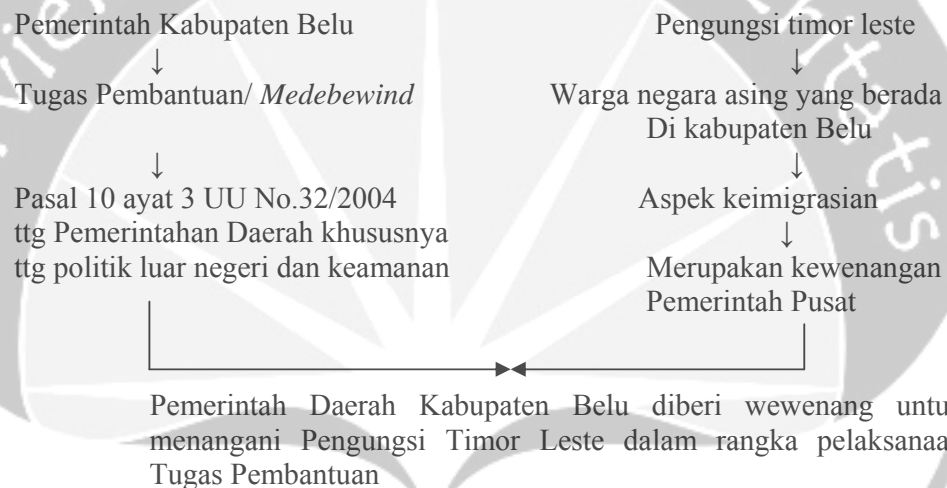 Pemerintah Kabupaten Belu
↓
Tugas Pembantuan/ Medebewind
↓
Pasal 10 ayat 3 UU No.32/2004
ttg Pemerintahan Daerah khususnya
ttg politik luar negeri dan keamanan
Pengungsi timor leste
↓
Warga negara asing yang berada
Di kabupaten Belu
↓
Aspek keimigrasian
↓
Merupakan kewenangan
Pemerintah Pusat
Pemerintah Daerah Kabupaten Belu diberi wewenang untu
menangani Pengungsi Timor Leste dalam rangka pelaksanaa
Tugas Pembantuan